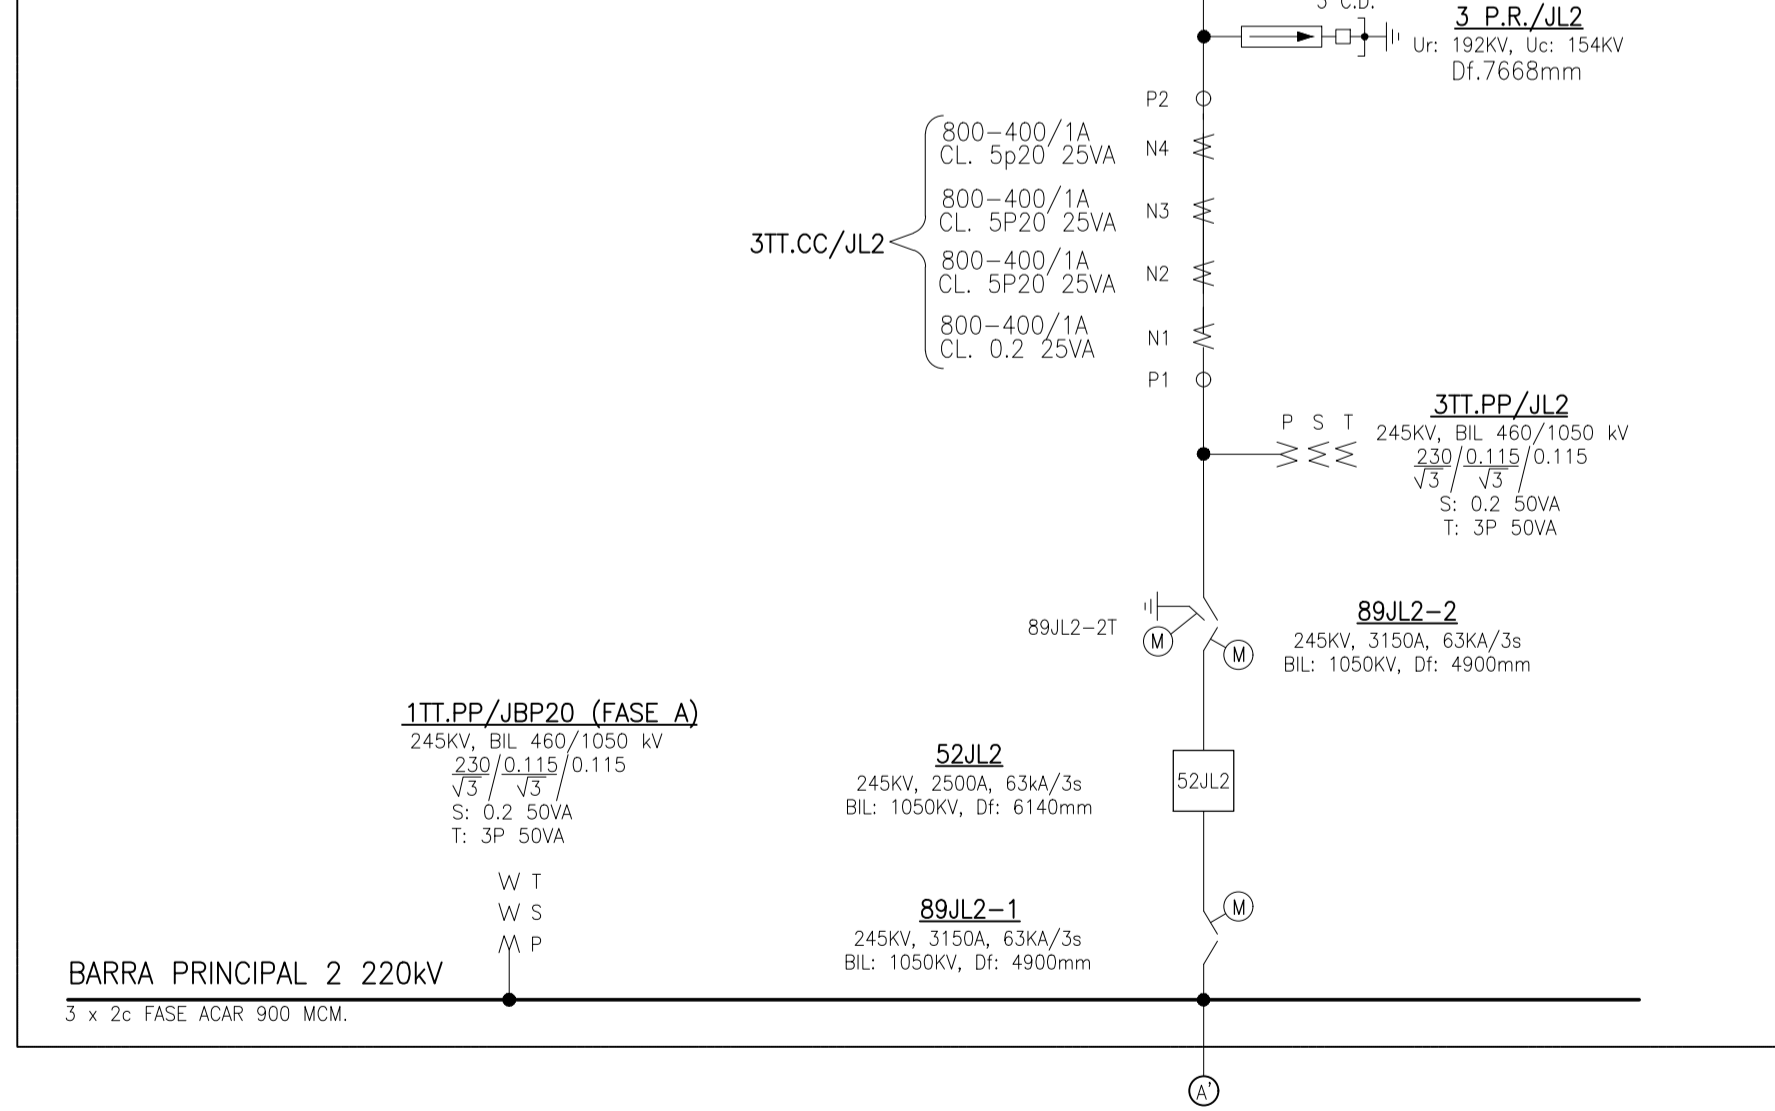 3 C.D.
3 P.R./JL2
Ur: 192KV, Uc: 154KV
Df.7668mm
P2
800-400/1A
CL. 5p20 25VA
N4
800-400/1A
CL. 5P20 25VA
N3
3TT.CC/JL2
800-400/1A
CL. 5P20 25VA
N2
800-400/1A
CL. 0.2 25VA
N1
P1
3TT.PP/JL2
P S T
245KV, BIL 460/1050 kV
230/0.115/0.115
√3 / √3 /
S: 0.2 50VA
T: 3P 50VA
89JL2-2T
M
M
89JL2-2
245KV, 3150A, 63KA/3s
BIL: 1050KV, Df: 4900mm
1TT.PP/JBP20 (FASE A)
245KV, BIL 460/1050 kV
230/0.115/0.115
√3 / √3 /
S: 0.2 50VA
T: 3P 50VA
52JL2
245KV, 2500A, 63kA/3s
BIL: 1050KV, Df: 6140mm
52JL2
T
S
P
89JL2-1
245KV, 3150A, 63KA/3s
BIL: 1050KV, Df: 4900mm
M
BARRA PRINCIPAL 2 220kV
3 x 2c FASE ACAR 900 MCM.
A'